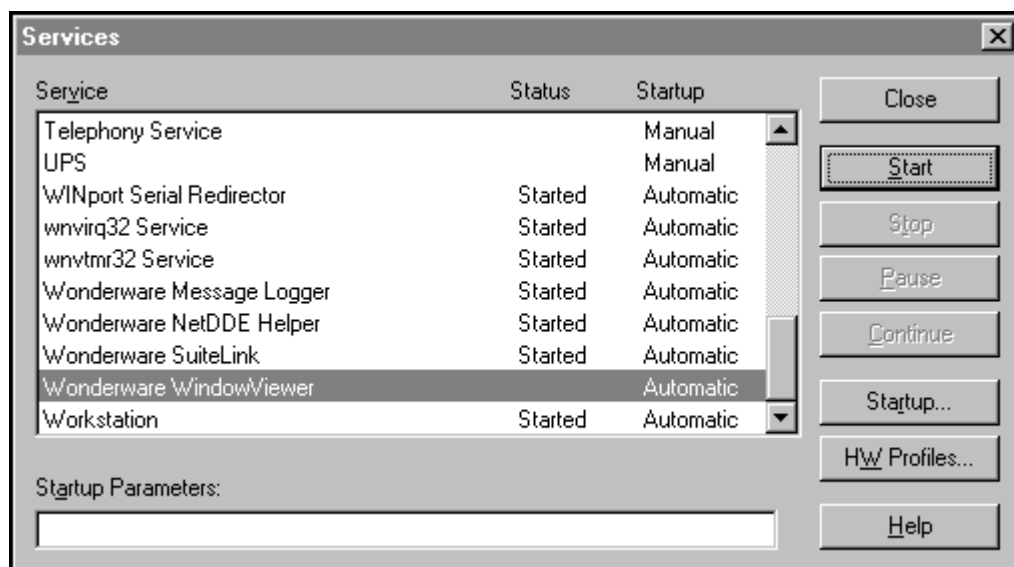 Services
Service Status Startup
Telephony Service Manual
UPS Manual
WINport Serial Redirector Started Automatic
wnvirq32 Service Started Automatic
wnvtmr32 Service Started Automatic
Wonderware Message Logger Started Automatic
Wonderware NetDDE Helper Started Automatic
Wonderware SuiteLink Started Automatic
Wonderware WindowViewer Automatic
Workstation Started Automatic
Startup Parameters:
Close
Start
Stop
Pause
Continue
Startup...
HW Profiles...
Help